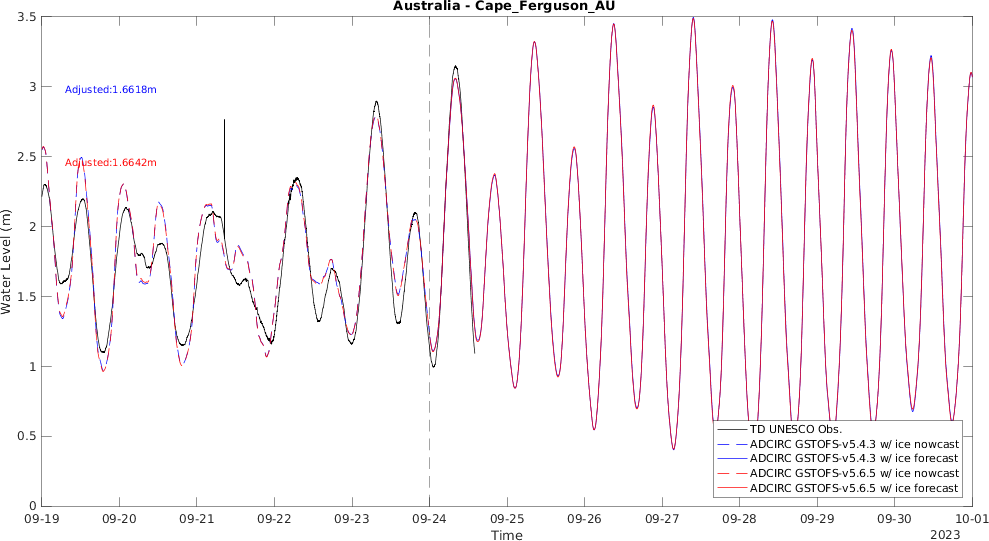 Australia - Cape_Ferguson_AU
3.5
3
2.5
2
1.5
1
0.5
0
Water Level (m)
Adjusted:1.6618m
Adjusted:1.6642m
TD UNESCO Obs.
ADCIRC GSTOFS-v5.4.3 w/ ice nowcast
ADCIRC GSTOFS-v5.4.3 w/ ice forecast
ADCIRC GSTOFS-v5.6.5 w/ ice nowcast
ADCIRC GSTOFS-v5.6.5 w/ ice forecast
09-19 09-20 09-21 09-22 09-23 09-24 09-25 09-26 09-27 09-28 09-29 09-30 10-01
Time
2023